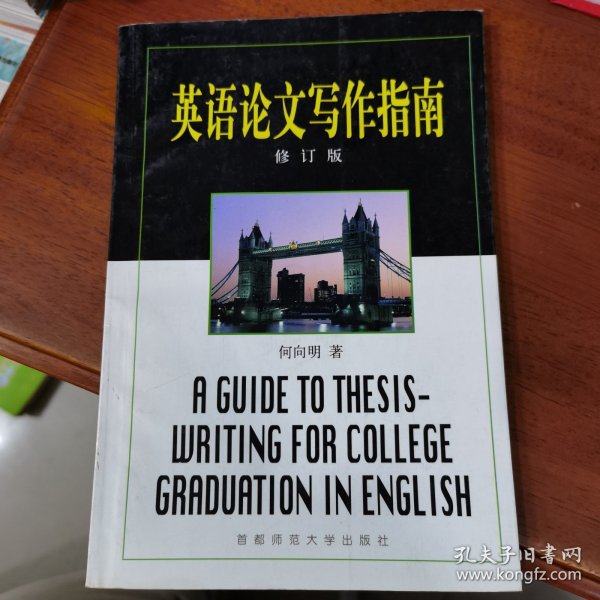 英语论文写作指南
修订版
何向明 著
A GUIDE TO THESIS-
WRITING FOR COLLEGE
GRADUATION IN ENGLISH
首都师范大学出版社
孔夫子旧书网
www.kongfz.com